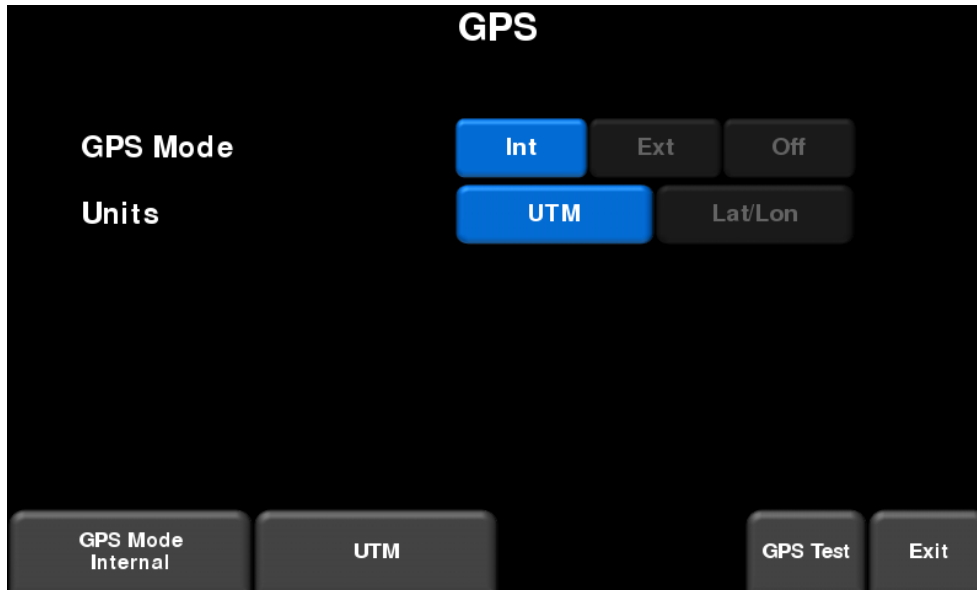 GPS
GPS Mode Int Ext Off
Units UTM Lat/Lon
GPS Mode
Internal
UTM
GPS Test
Exit